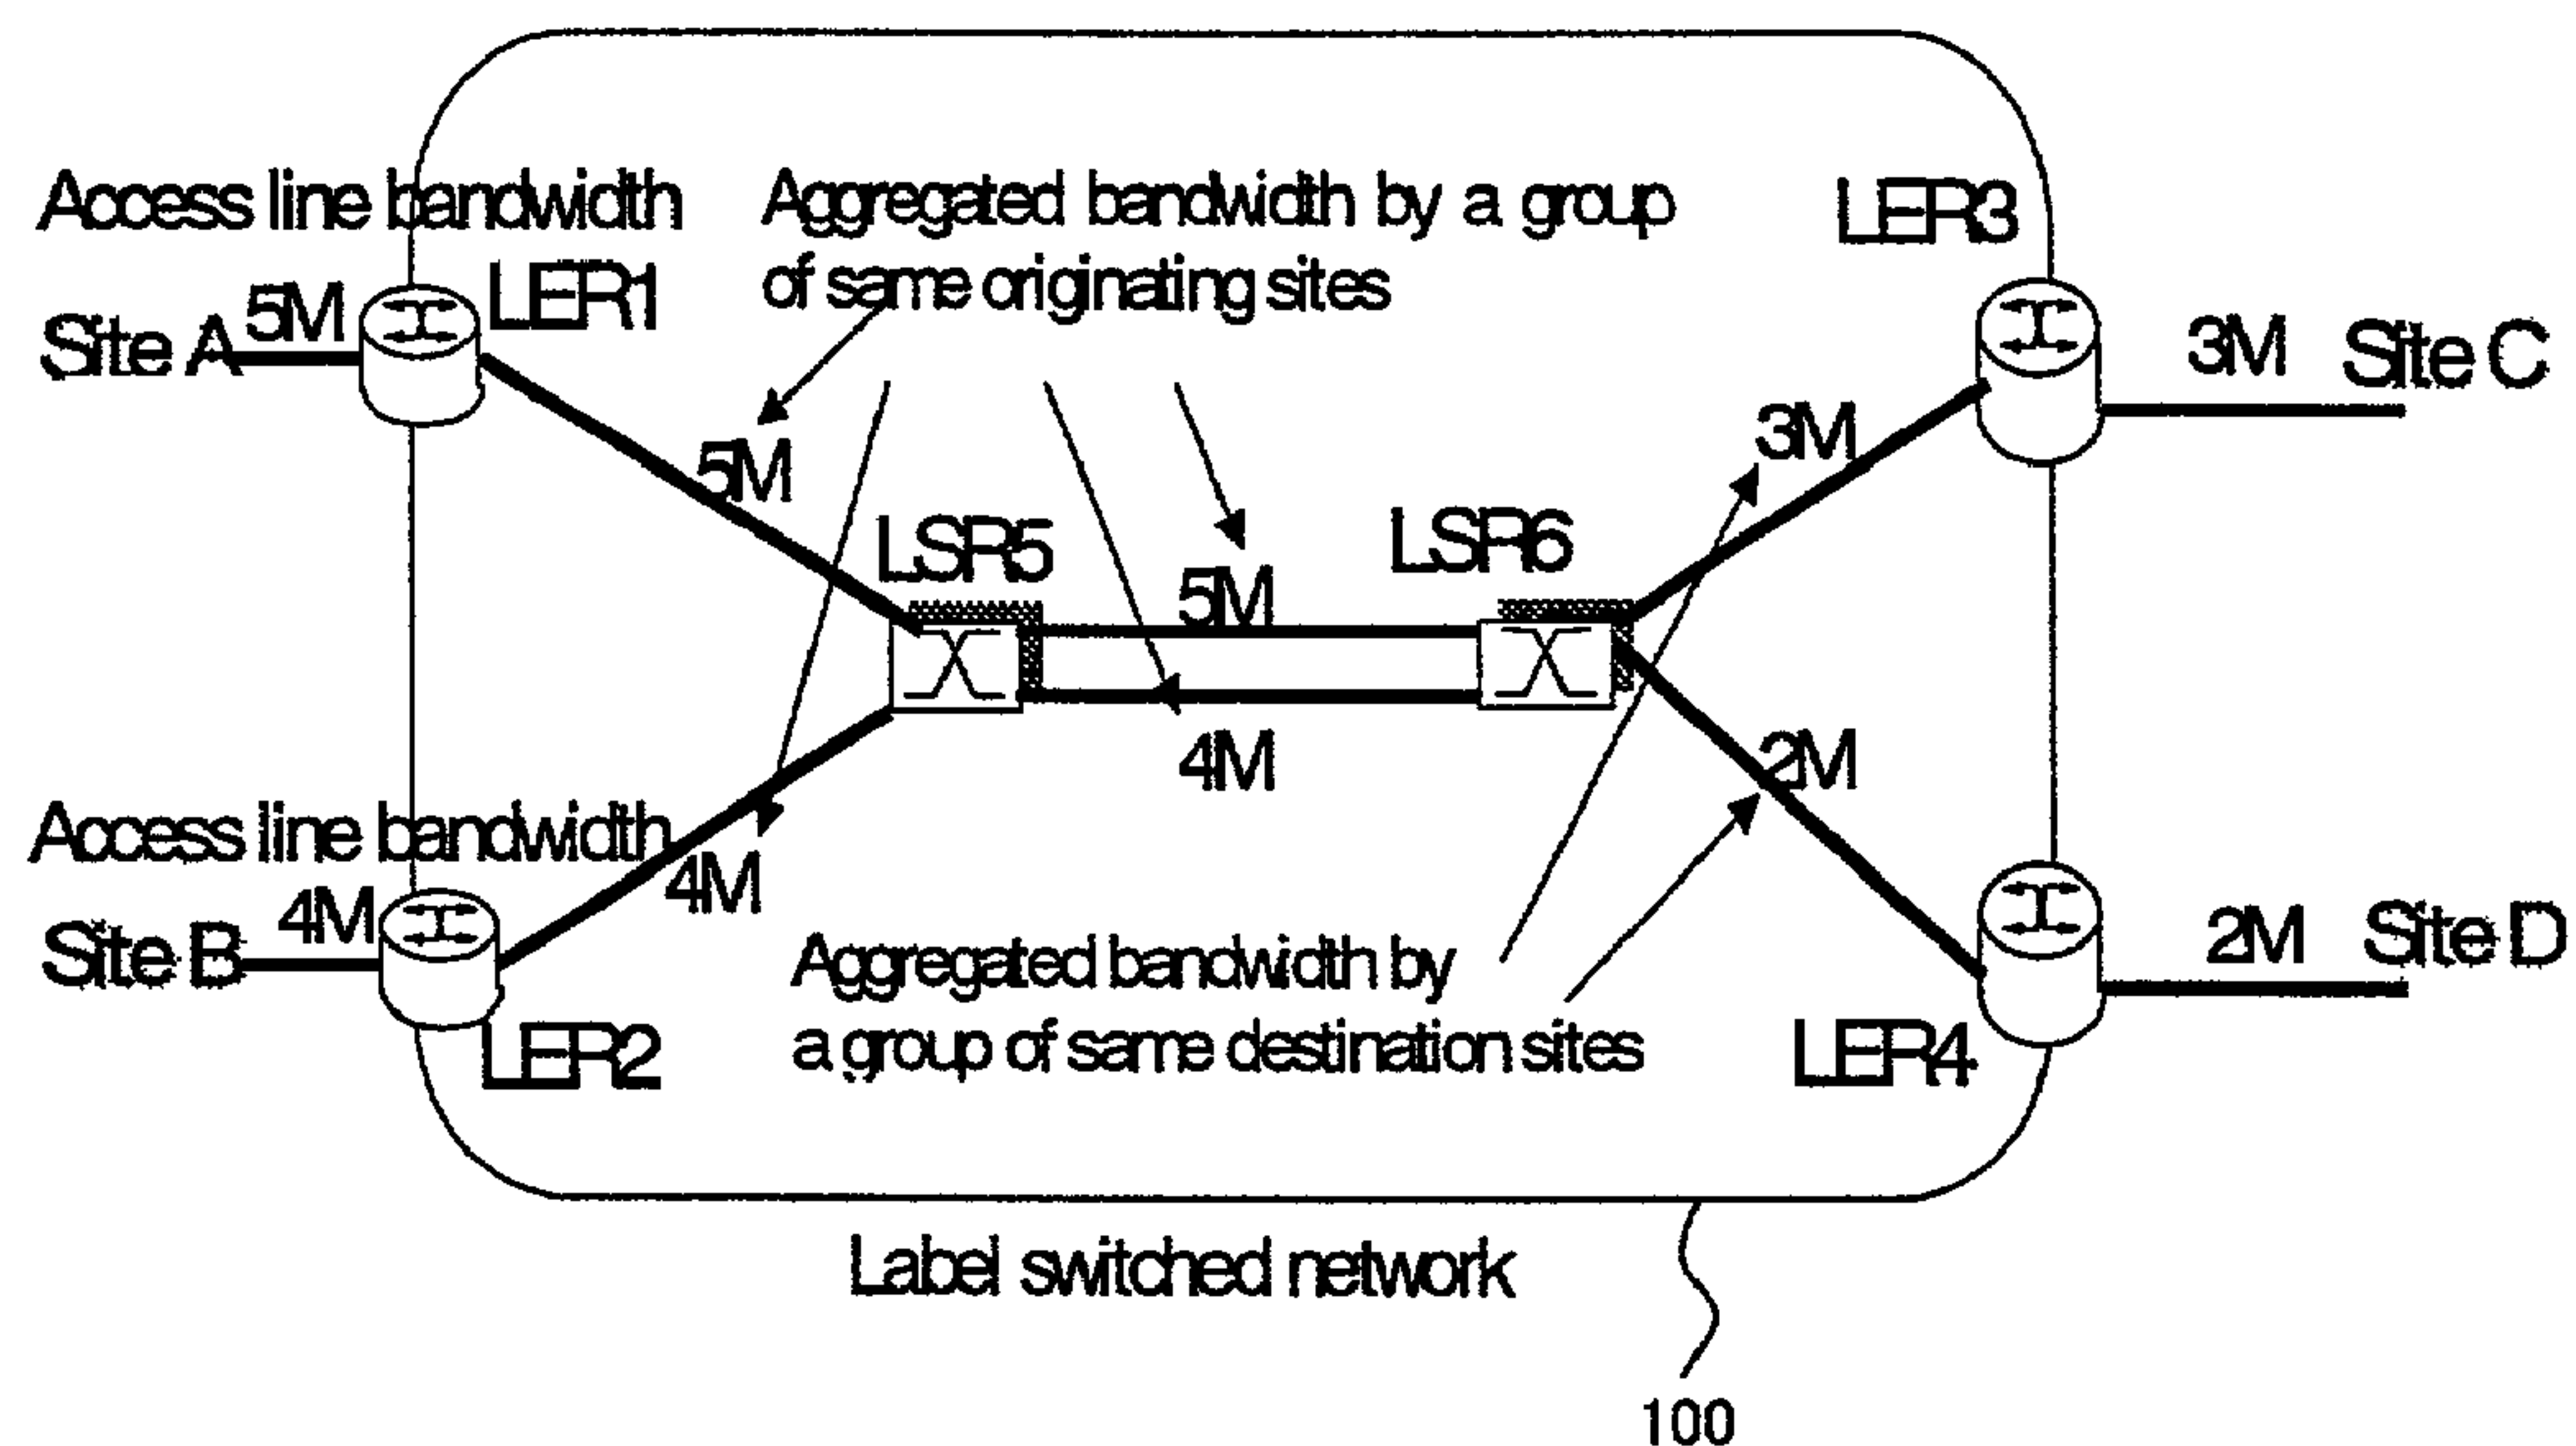 Access line bandwidth
Aggregated bandwidth by a group
of same originating sites
LER3
LER1
5M
Site A
3M
Site C
3M
5M
LSR5
LSR6
5M
4M
2M
Access line bandwidth
4M
4M
Site B
LER2
Aggregated bandwidth by
a group of same destination sites
2M
Site D
LER4
Label switched network
100